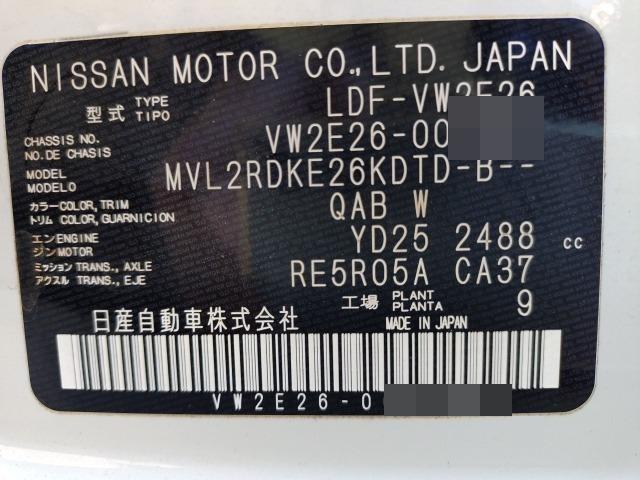 NISSAN MOTOR CO., LTD. JAPAN
型式 TYPE TIPO LDF-VW2E26
CHASSIS NO. NO. DE CHASIS VW2E26-00
MODEL MODELO MVL2RDKE26KDTD-B--
カラー COLOR, TRIM トリム COLOR, GUARNICION QAB W
エンジン ENGINE MOTOR YD25 2488 cc
ミッション TRANS., AXLE アクスル TRANS., EJE RE5R05A CA37
工場 PLANT PLANTA 9
日産自動車株式会社 MADE IN JAPAN
VW2E26-0